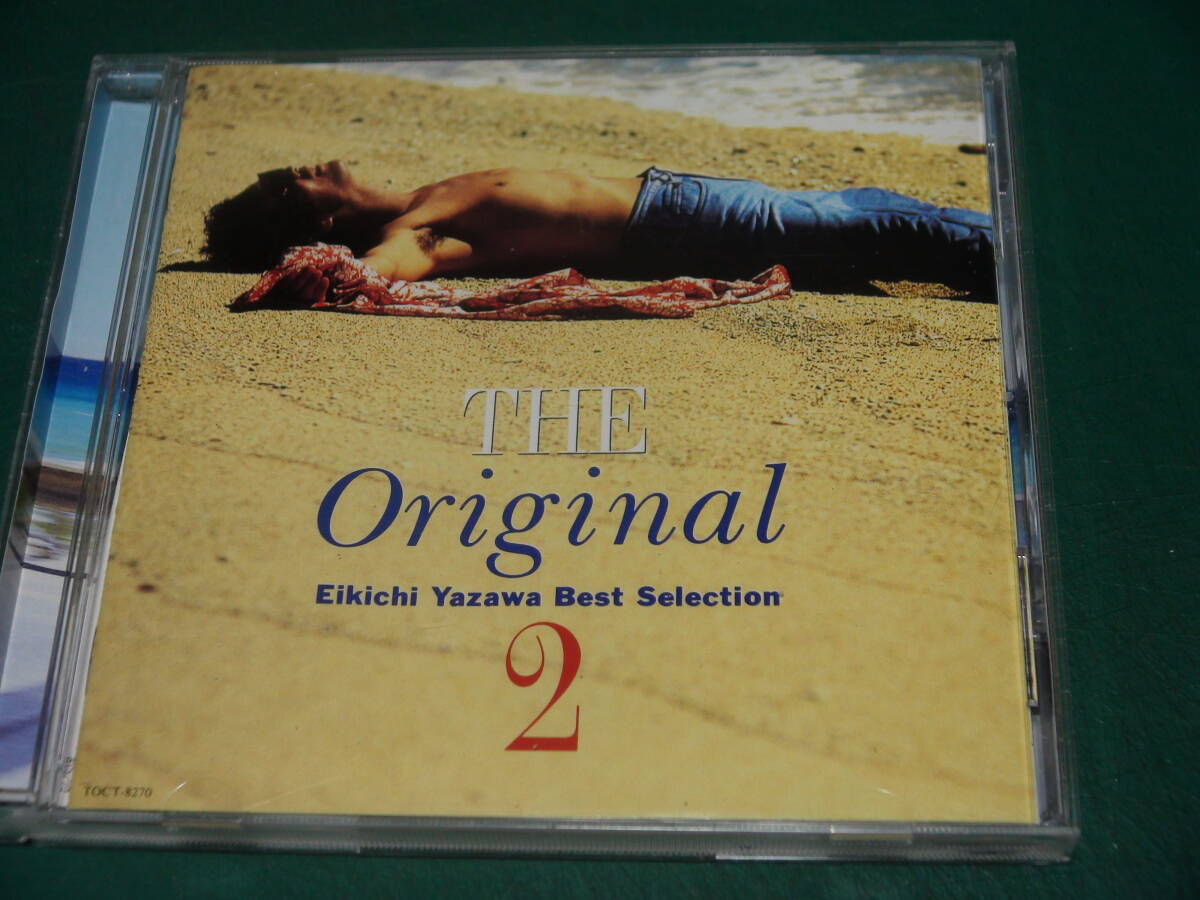 THE
Original
Eikichi Yazawa Best Selection
2
TOCT-8270